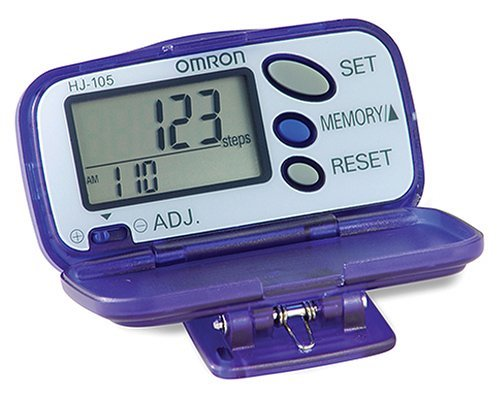 OMRON
HJ-105
SET
123
steps
MEMORY/▲
AM 1 10
RESET
▼
⊕ ⊖ ADJ.